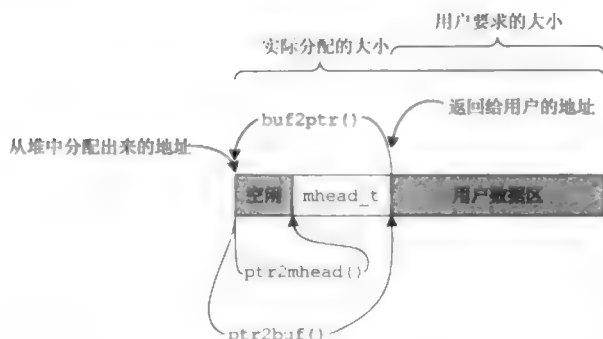 用户要求的大小
实际分配的大小
buf2ptr()
返回给用户的地址
从堆中分配出来的地址
空闲
mhead_t
用户数据区
ptr2mhead()
ptr2buf()